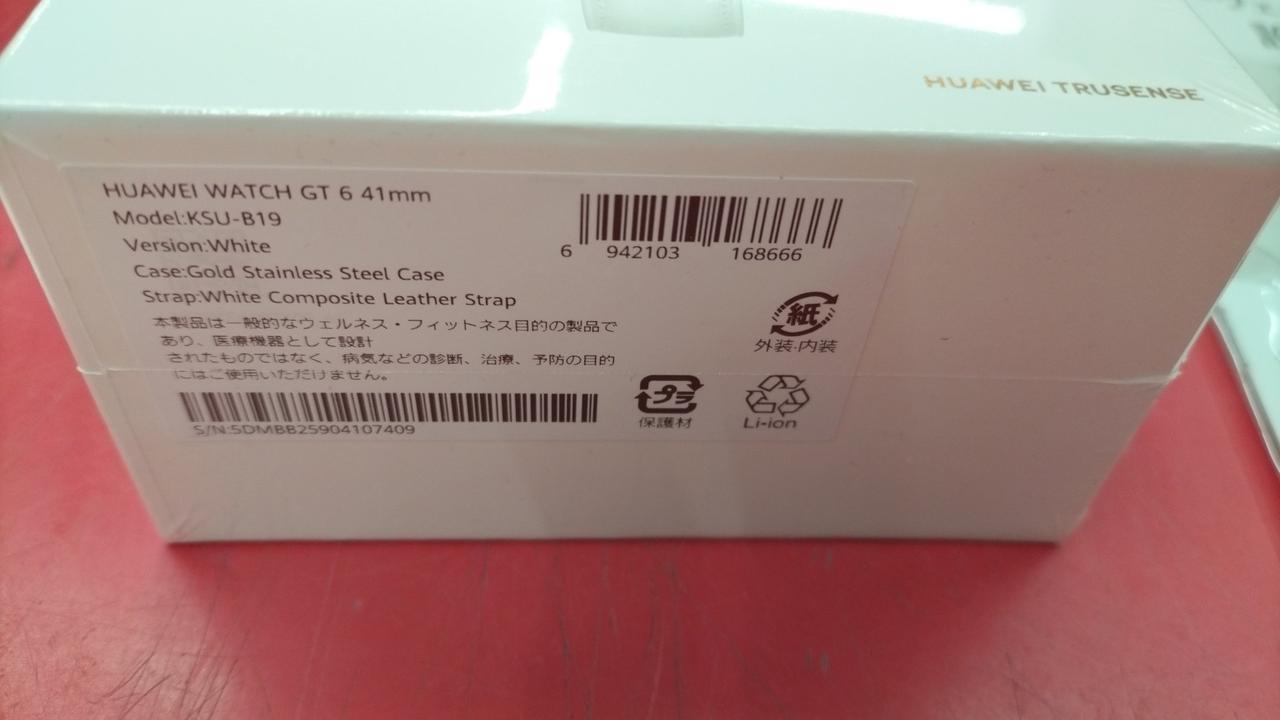 HUAWEI TRUSENSE
HUAWEI WATCH GT 6 41mm
Model:KSU-B19
Version:White
Case:Gold Stainless Steel Case
Strap:White Composite Leather Strap
本製品は一般的なウェルネス・フィットネス目的の製品で
あり、医療機器として設計
されたものではなく、病気などの診断、治療、予防の目的
にはご使用いただけません。
S/N:5DMBB25904107409
6 942103 168666
紙
外装・内装
プラ
保護材
Li-ion